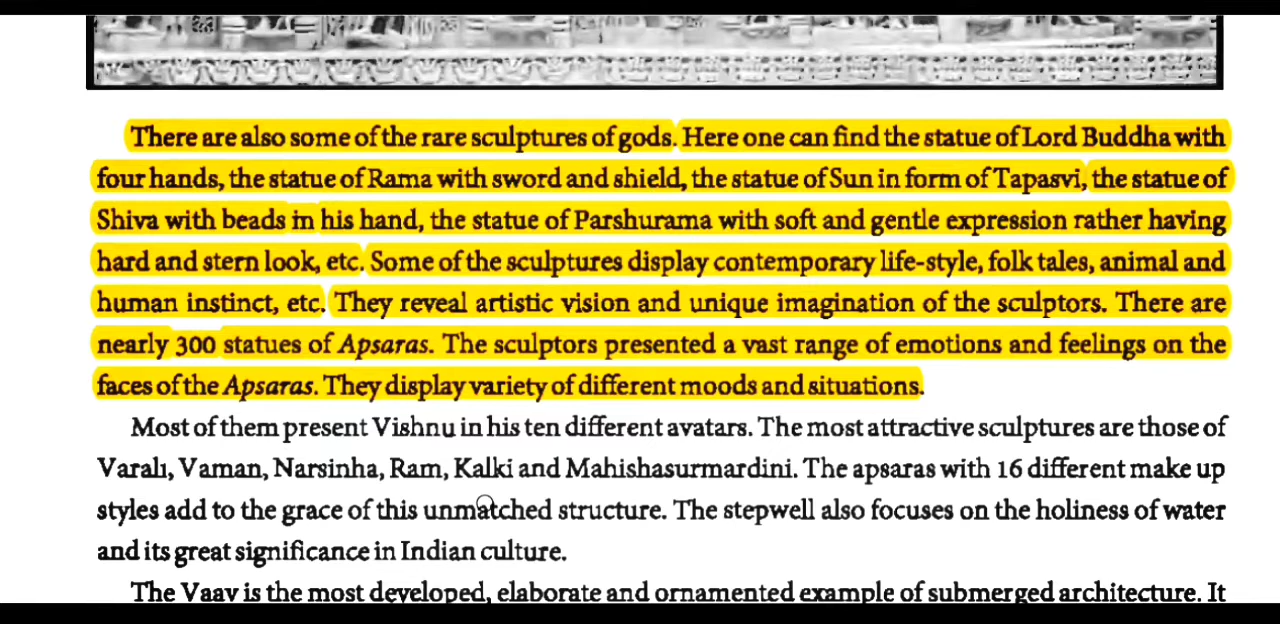 There are also some of the rare sculptures of gods. Here one can find the statue of Lord Buddha with
four hands, the statue of Rama with sword and shield, the statue of Sun in form of Tapasvi, the statue of
Shiva with beads in his hand, the statue of Parshurama with soft and gentle expression rather having
hard and stern look, etc. Some of the sculptures display contemporary life-style, folk tales, animal and
human instinct, etc. They reveal artistic vision and unique imagination of the sculptors. There are
nearly 300 statues of Apsaras. The sculptors presented a vast range of emotions and feelings on the
faces of the Apsaras. They display variety of different moods and situations.
Most of them present Vishnu in his ten different avatars. The most attractive sculptures are those of
Varah, Vaman, Narsinha, Ram, Kalki and Mahishasurmardini. The apsaras with 16 different make up
styles add to the grace of this unmatched structure. The stepwell also focuses on the holiness of water
and its great significance in Indian culture.
The Vaav is the most developed, elaborate and ornamented example of submerged architecture. It